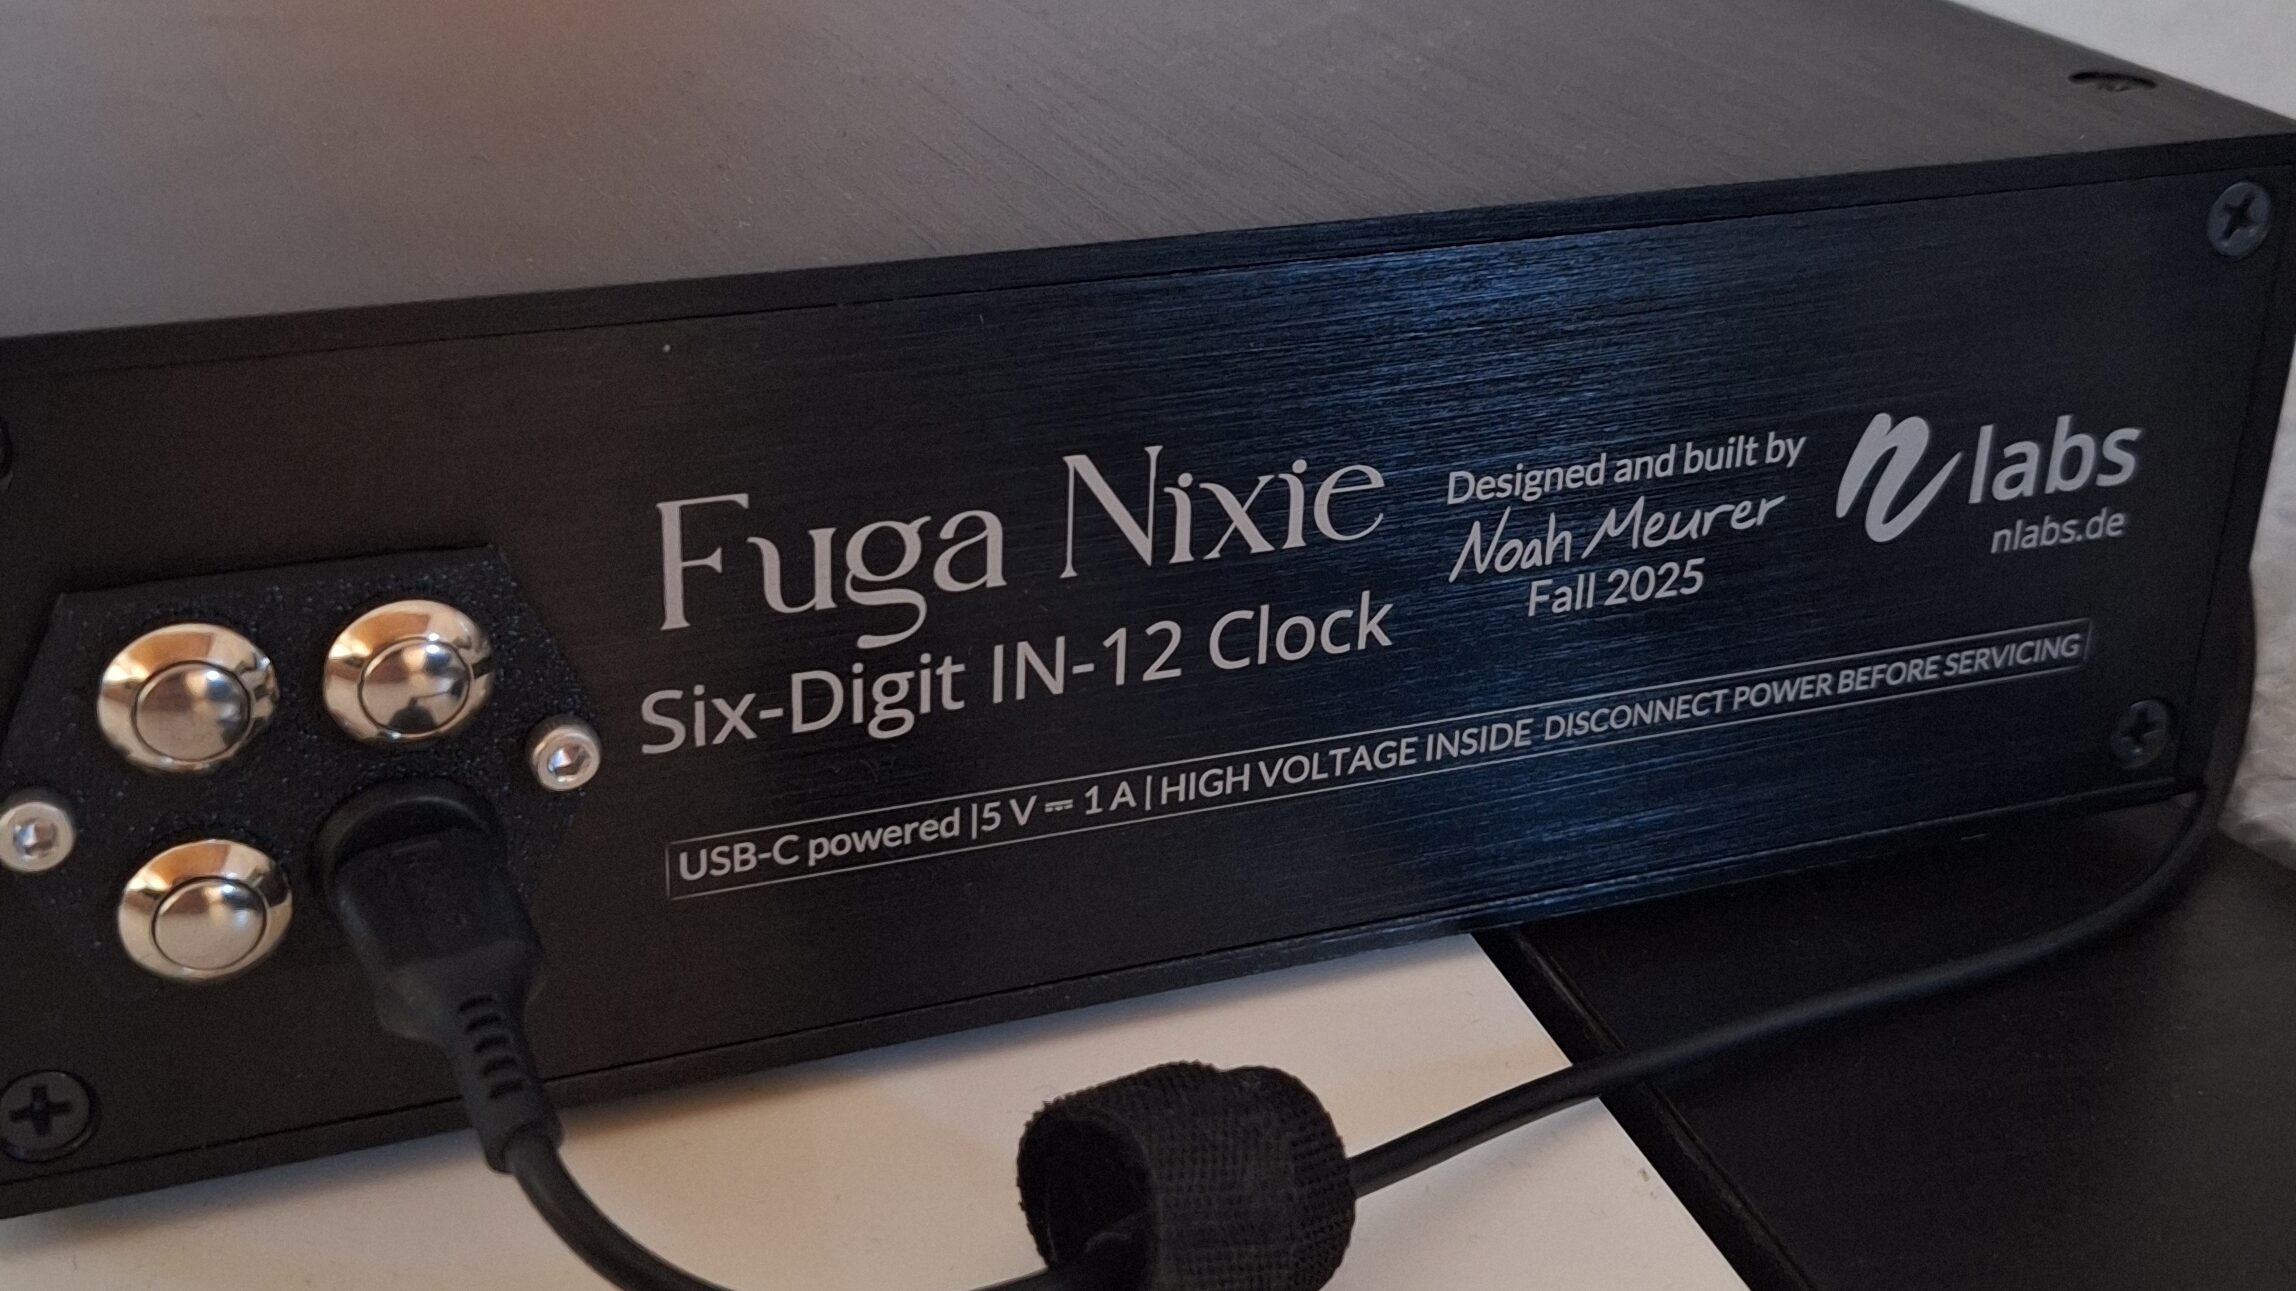 Fuga Nixie
Six-Digit IN-12 Clock
Designed and built by
Noah Meurer
Fall 2025
n labs
nlabs.de
USB-C powered | 5 V ⎓ 1 A | HIGH VOLTAGE INSIDE DISCONNECT POWER BEFORE SERVICING